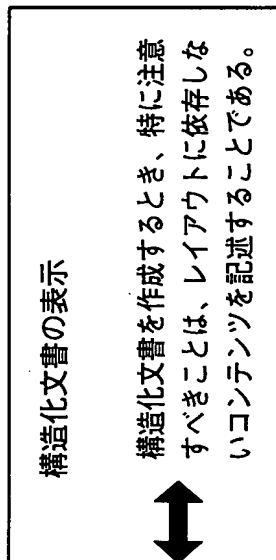 構造化文書の表示
構造化文書を作成するとき、特に注意
すべきことは、レイアウトに依存しな
いコンテンツを記述することである。